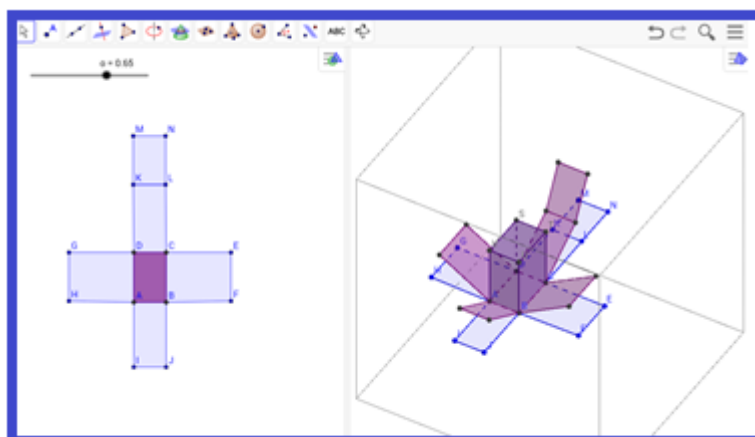 ABC
α = 0.65
M N
K L
G D C E
H A B F
I J
S
M N
G
E